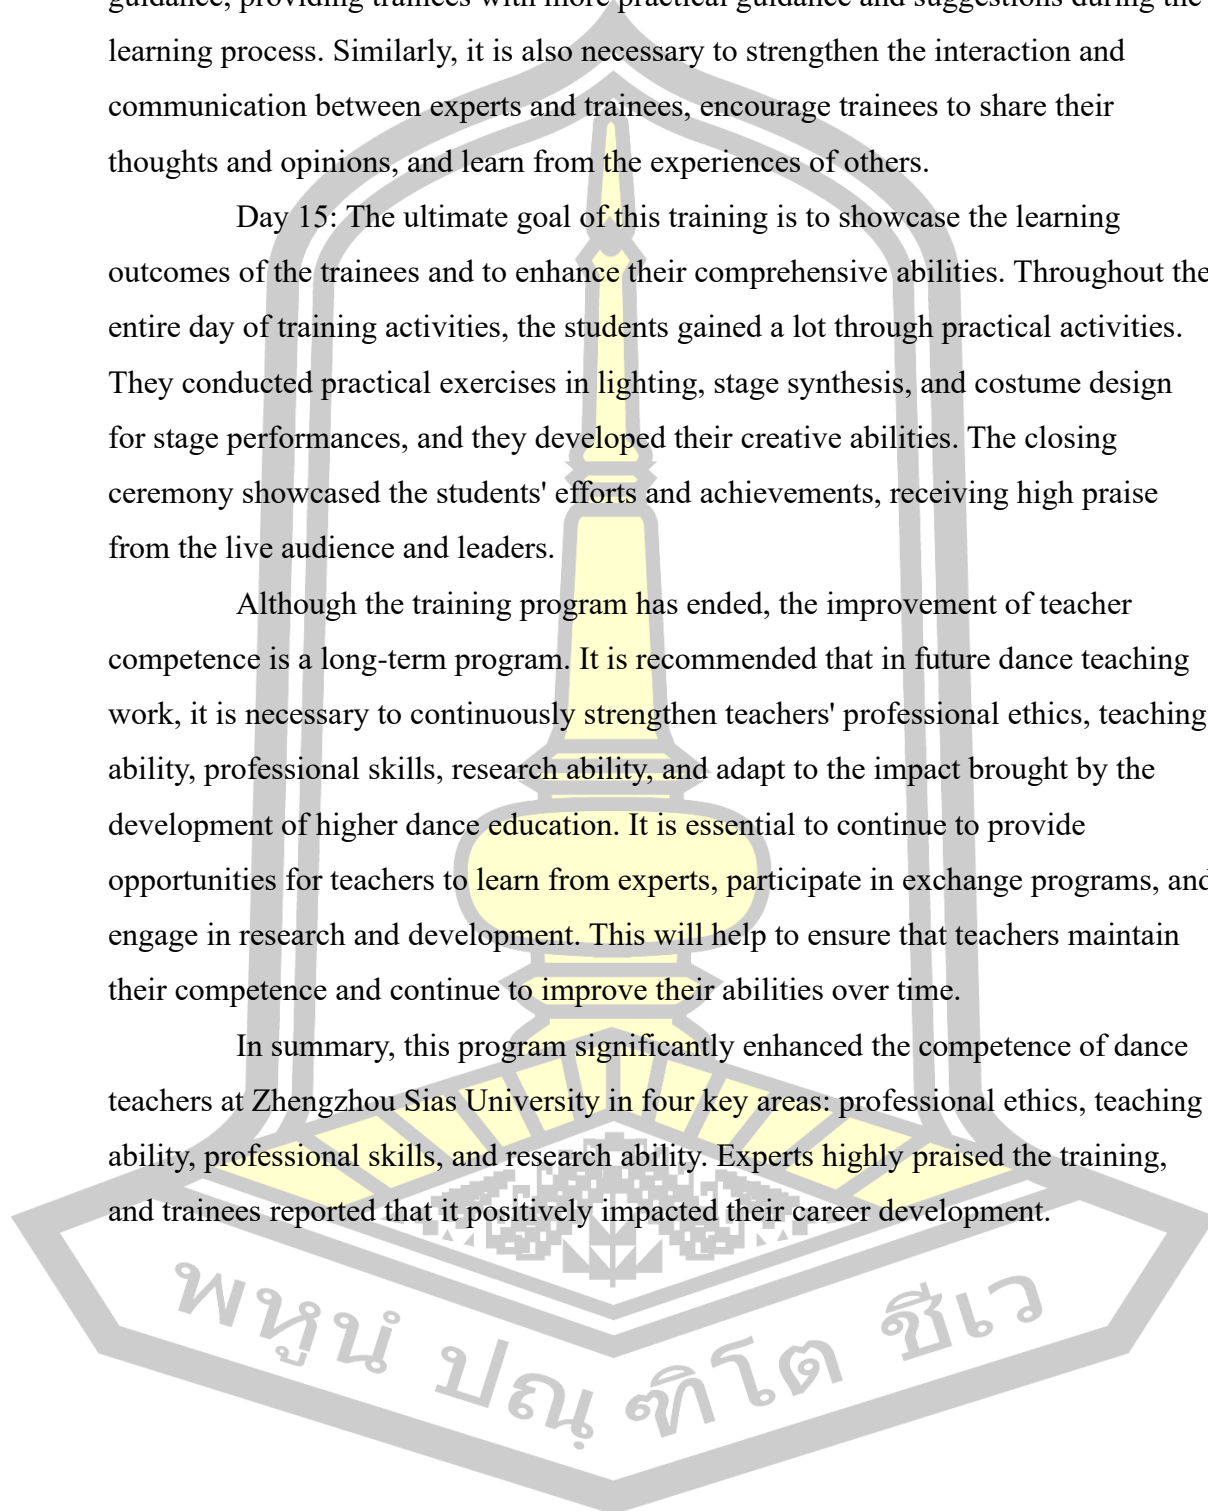 guidance, providing trainees with more practical guidance and suggestions during the
learning process. Similarly, it is also necessary to strengthen the interaction and
communication between experts and trainees, encourage trainees to share their
thoughts and opinions, and learn from the experiences of others.
Day 15: The ultimate goal of this training is to showcase the learning
outcomes of the trainees and to enhance their comprehensive abilities. Throughout the
entire day of training activities, the students gained a lot through practical activities.
They conducted practical exercises in lighting, stage synthesis, and costume design
for stage performances, and they developed their creative abilities. The closing
ceremony showcased the students' efforts and achievements, receiving high praise
from the live audience and leaders.
Although the training program has ended, the improvement of teacher
competence is a long-term program. It is recommended that in future dance teaching
work, it is necessary to continuously strengthen teachers' professional ethics, teaching
ability, professional skills, research ability, and adapt to the impact brought by the
development of higher dance education. It is essential to continue to provide
opportunities for teachers to learn from experts, participate in exchange programs, and
engage in research and development. This will help to ensure that teachers maintain
their competence and continue to improve their abilities over time.
In summary, this program significantly enhanced the competence of dance
teachers at Zhengzhou Sias University in four key areas: professional ethics, teaching
ability, professional skills, and research ability. Experts highly praised the training,
and trainees reported that it positively impacted their career development.
พหูนํ ปณฺ ฑิโต ชีเว